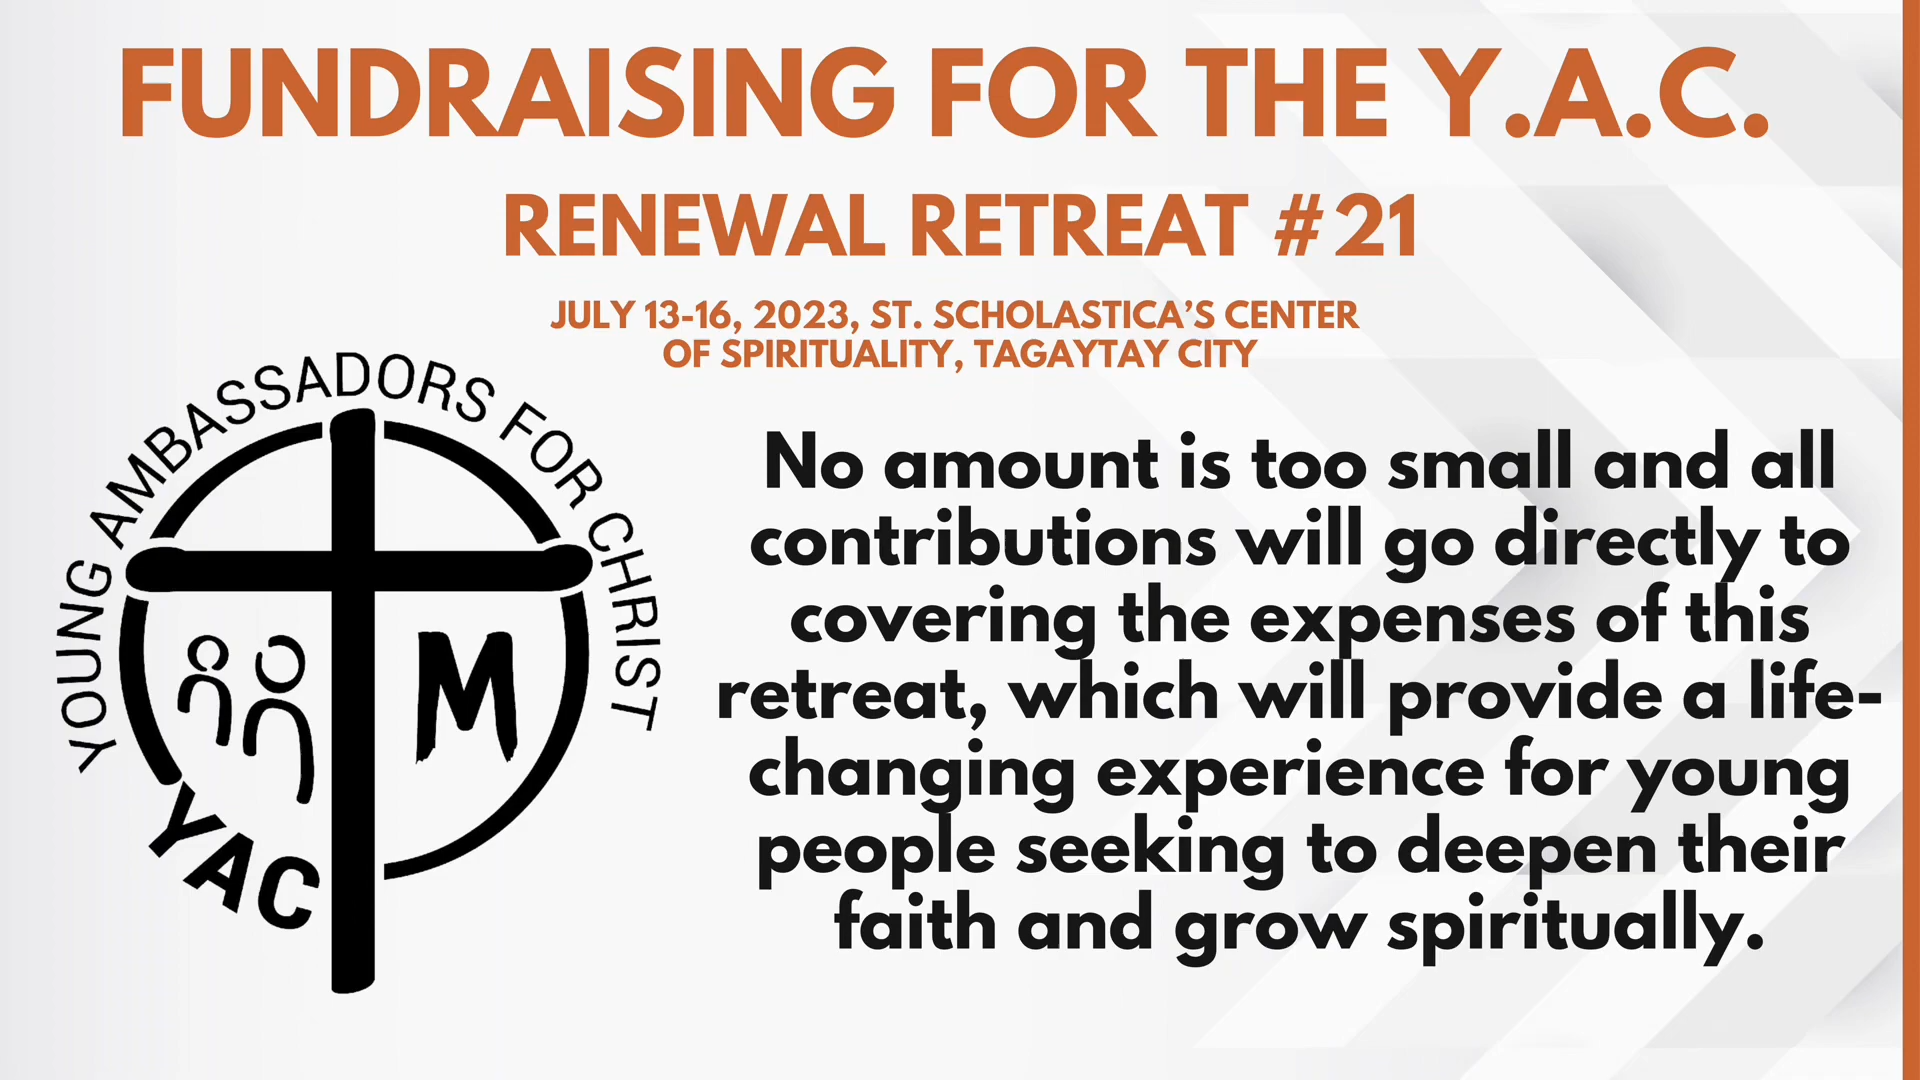 FUNDRAISING FOR THE Y.A.C.
RENEWAL RETREAT #21
JULY 13-16, 2023, ST. SCHOLASTICA’S CENTER
OF SPIRITUALITY, TAGAYTAY CITY
YOUNG AMBASSADORS FOR CHRIST
M
YAC
No amount is too small and all
contributions will go directly to
covering the expenses of this
retreat, which will provide a life-
changing experience for young
people seeking to deepen their
faith and grow spiritually.